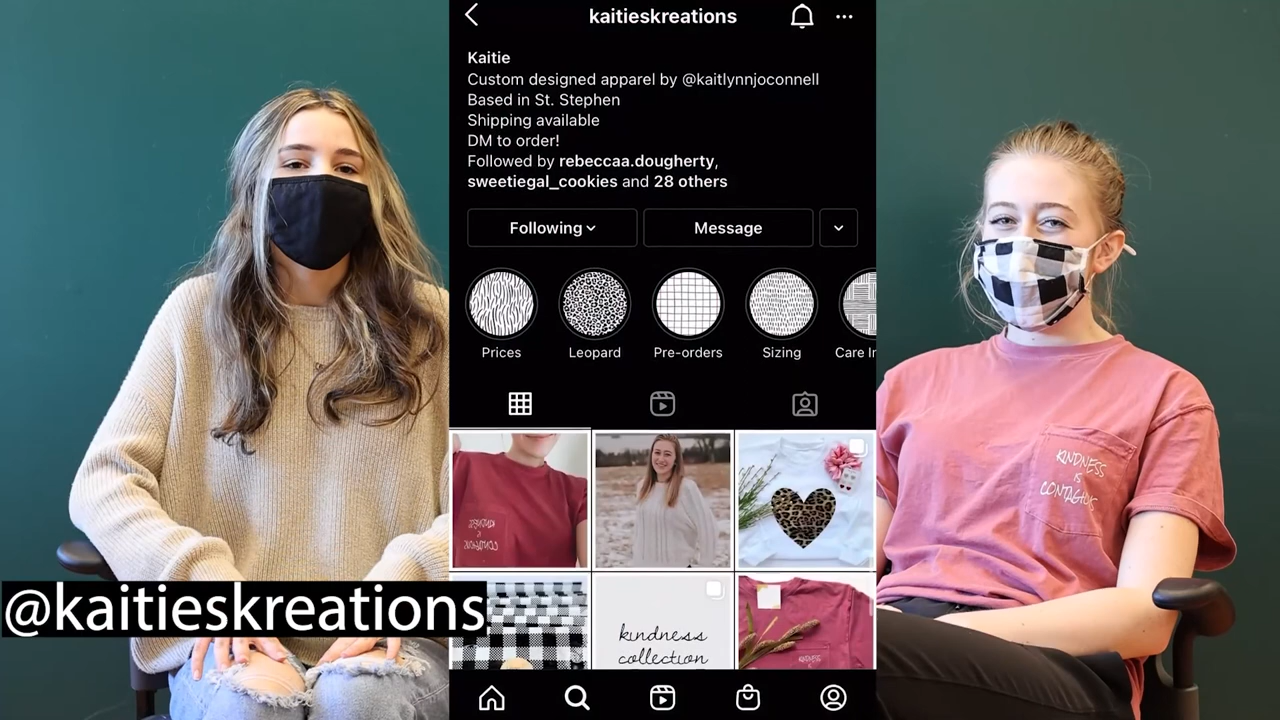 kaitieskreations
Kaitie
Custom designed apparel by @kaitlynnjoconnell
Based in St. Stephen
Shipping available
DM to order!
Followed by rebeccaa.dougherty,
sweetiegal_cookies and 28 others
Following
Message
Prices
Leopard
Pre-orders
Sizing
Care In
KINDNESS
IS
CONTAGIOUS
kindness
collection
@kaitieskreations